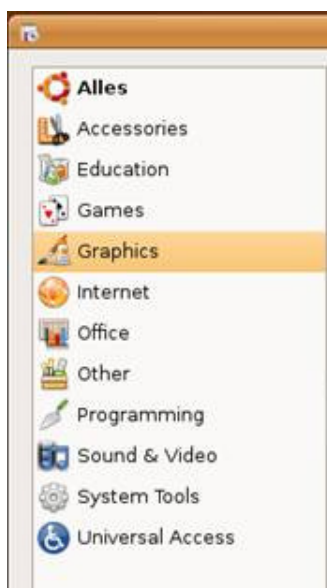 Alles
Accessories
Education
Games
Graphics
Internet
Office
Other
Programming
Sound & Video
System Tools
Universal Access